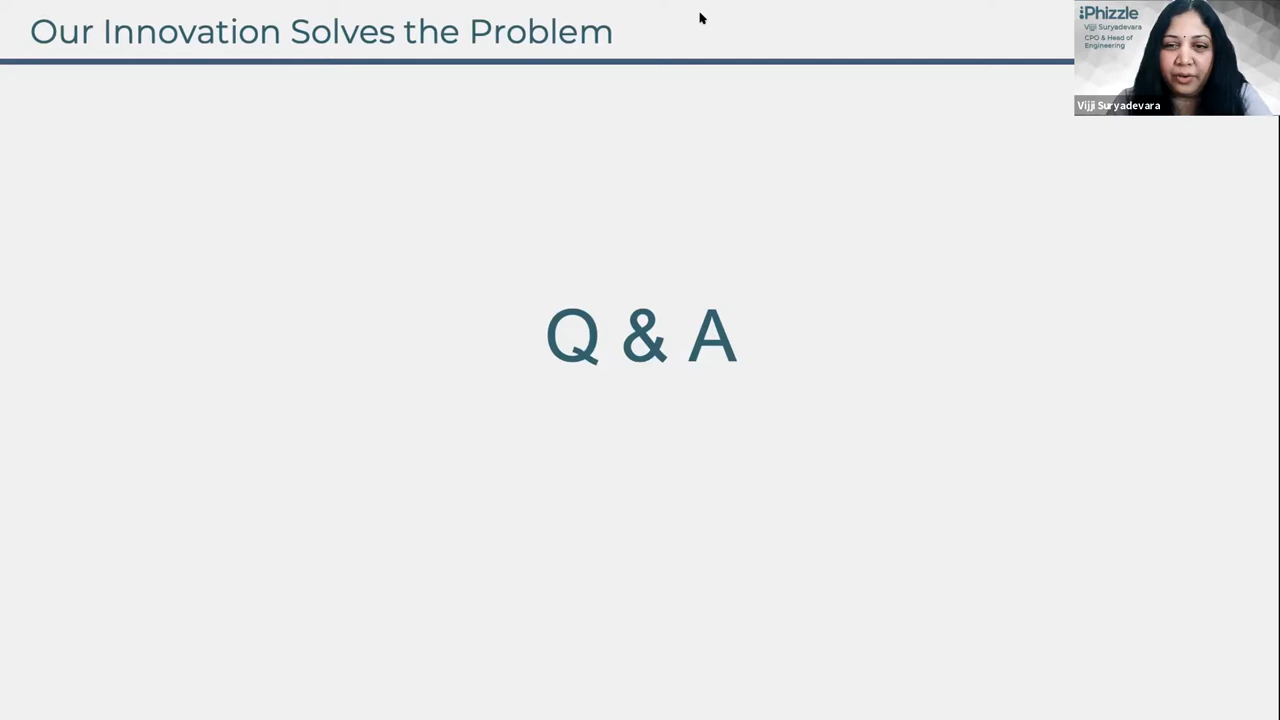 Our Innovation Solves the Problem
Phizzle
Vijji Suryadevara
CPO & Head of
Engineering
Vijji Suryadevara
Q & A